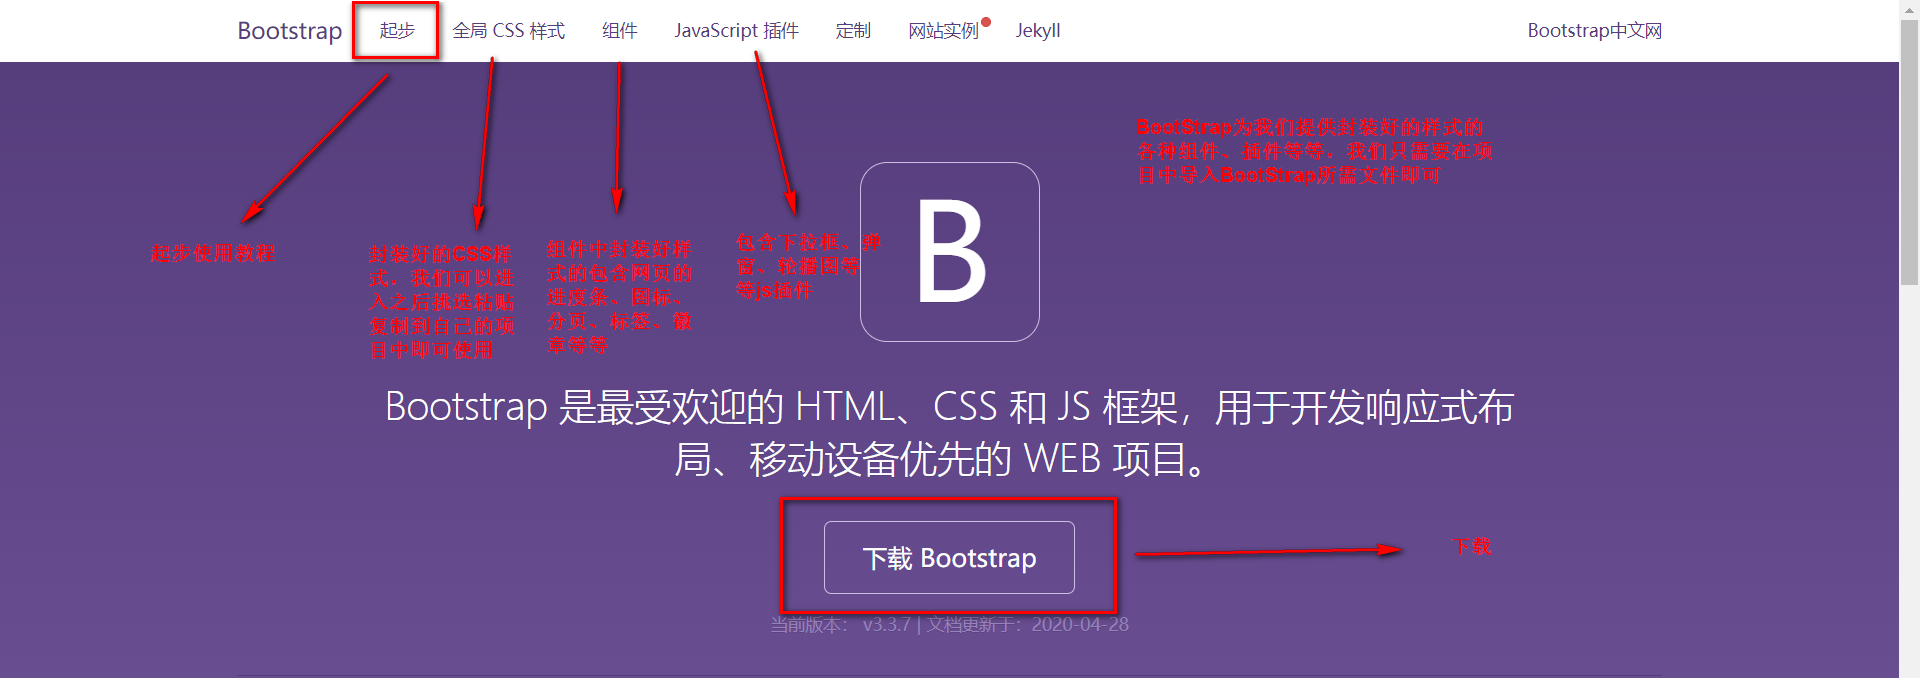 Bootstrap 起步 全局 CSS 样式 组件 JavaScript 插件 定制 网站实例 Jekyll Bootstrap中文网
BootStrap为我们提供封装好的样式的
各种组件、插件等等，我们只需要在项
目中导入BootStrap所需文件即可
B
起步使用教程
封装好的CSS样
式，我们可以进
入之后挑选粘贴
复制到自己的项
目中即可使用
组件中封装好样
式的包含网页的
进度条、图标、
分页、标签、徽
章等等
包含下拉框、弹
窗、轮播图等
等js插件
Bootstrap 是最受欢迎的 HTML、CSS 和 JS 框架，用于开发响应式布
局、移动设备优先的 WEB 项目。
下载 Bootstrap
下载
当前版本： v3.3.7 | 文档更新于：2020-04-28